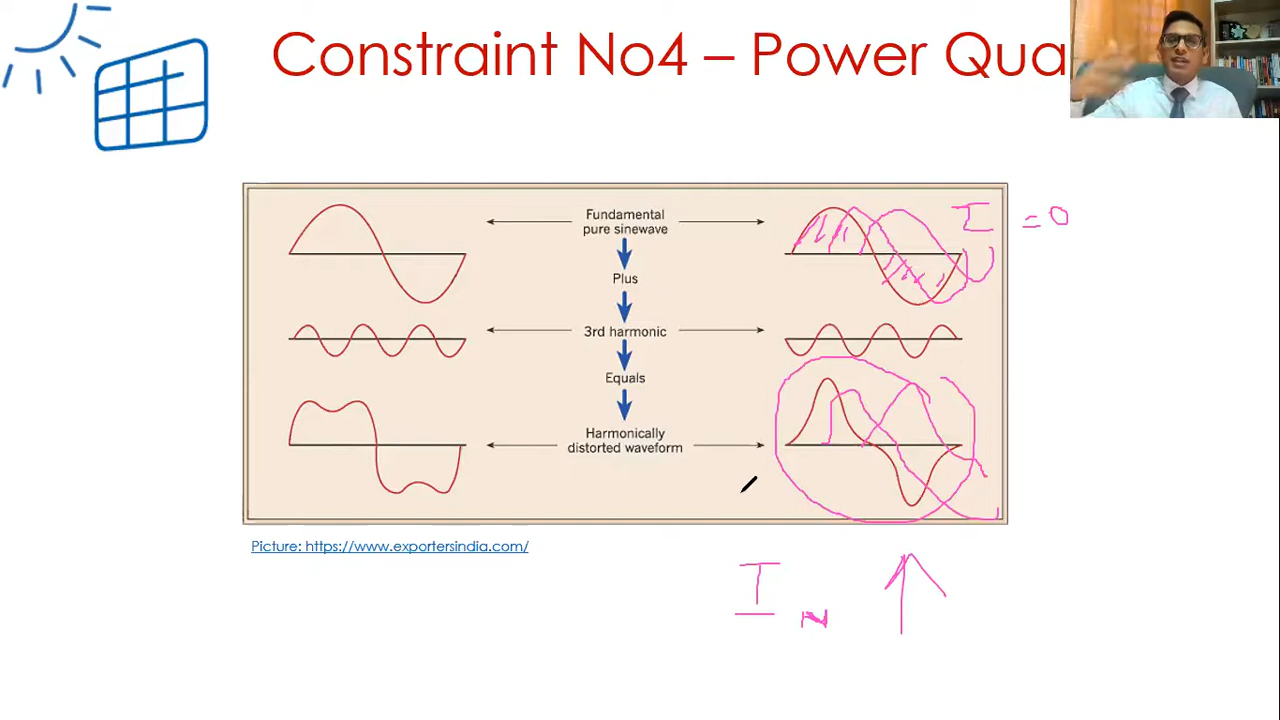 Constraint No4 – Power Qua
Fundamental
pure sinewave
Plus
3rd harmonic
Equals
Harmonically
distorted waveform
I = 0
Picture: https://www.exportersindia.com/
I N ↑